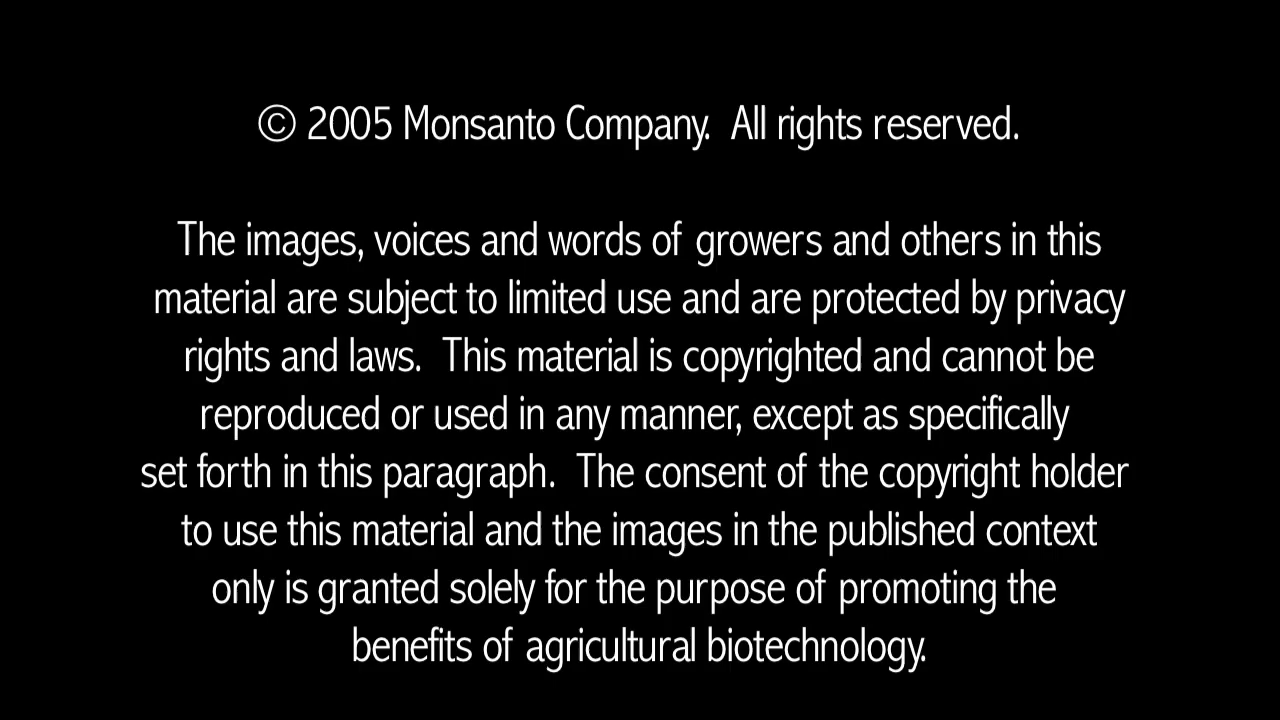 © 2005 Monsanto Company.  All rights reserved.
The images, voices and words of growers and others in this
material are subject to limited use and are protected by privacy
rights and laws.  This material is copyrighted and cannot be
reproduced or used in any manner, except as specifically
set forth in this paragraph.  The consent of the copyright holder
to use this material and the images in the published context
only is granted solely for the purpose of promoting the
benefits of agricultural biotechnology.